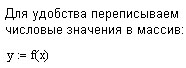 Для удобства переписываем
числовые значения в массив:
y := f(x)